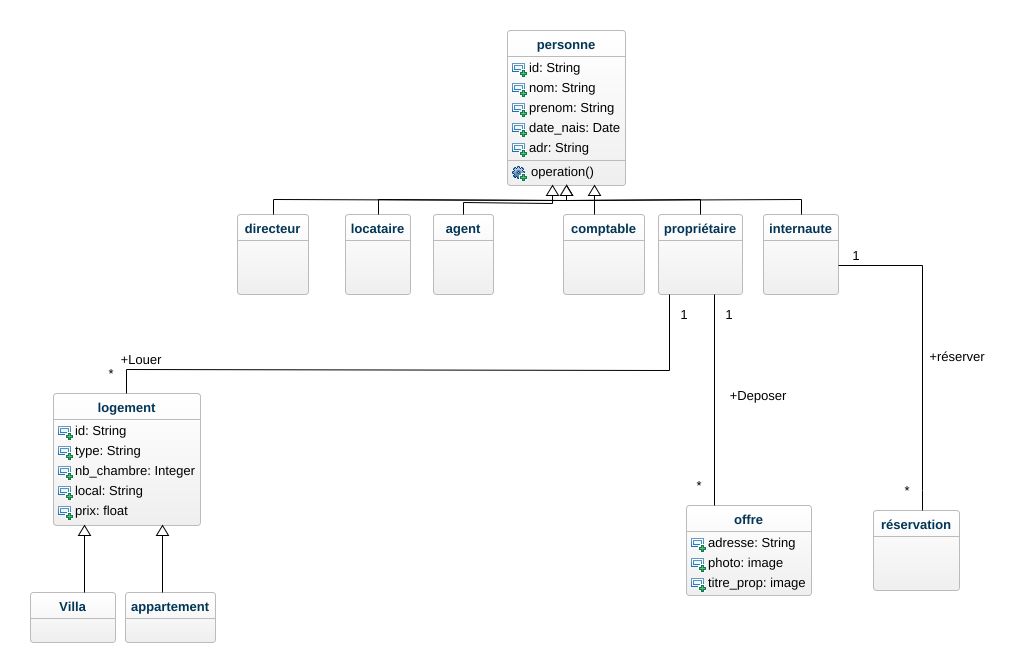 personne
id: String
nom: String
prenom: String
date_nais: Date
adr: String
operation()
directeur
locataire
agent
comptable
propriétaire
internaute
1
1
1
+réserver
+Louer
*
+Deposer
*
*
logement
id: String
type: String
nb_chambre: Integer
local: String
prix: float
offre
adresse: String
photo: image
titre_prop: image
réservation
Villa
appartement